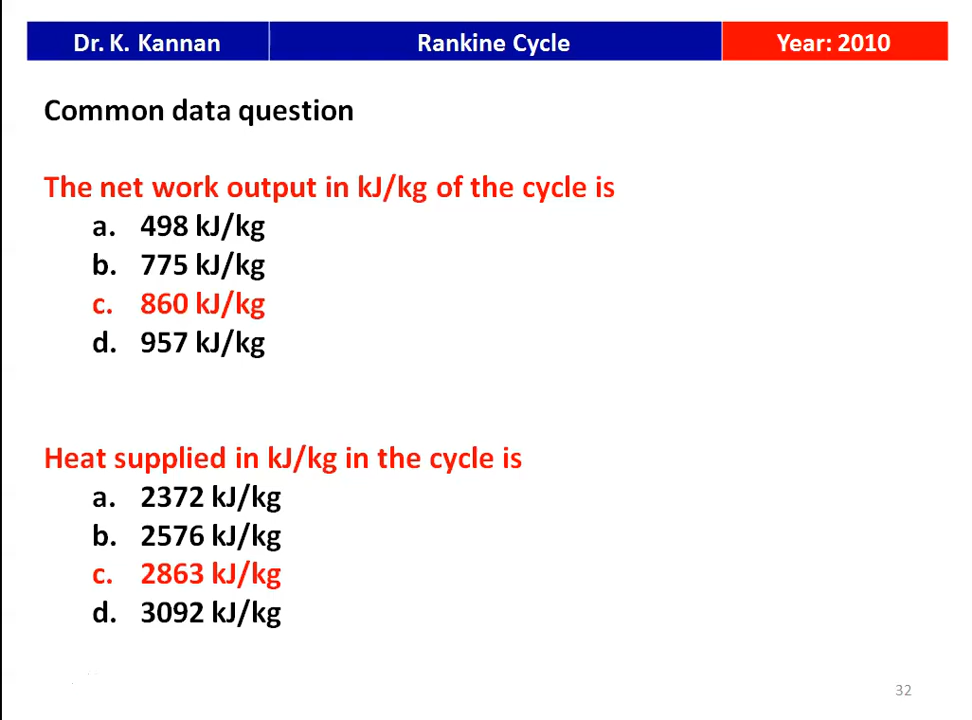 Dr. K. Kannan Rankine Cycle Year: 2010
Common data question
The net work output in kJ/kg of the cycle is
a. 498 kJ/kg
b. 775 kJ/kg
c. 860 kJ/kg
d. 957 kJ/kg
Heat supplied in kJ/kg in the cycle is
a. 2372 kJ/kg
b. 2576 kJ/kg
c. 2863 kJ/kg
d. 3092 kJ/kg
32